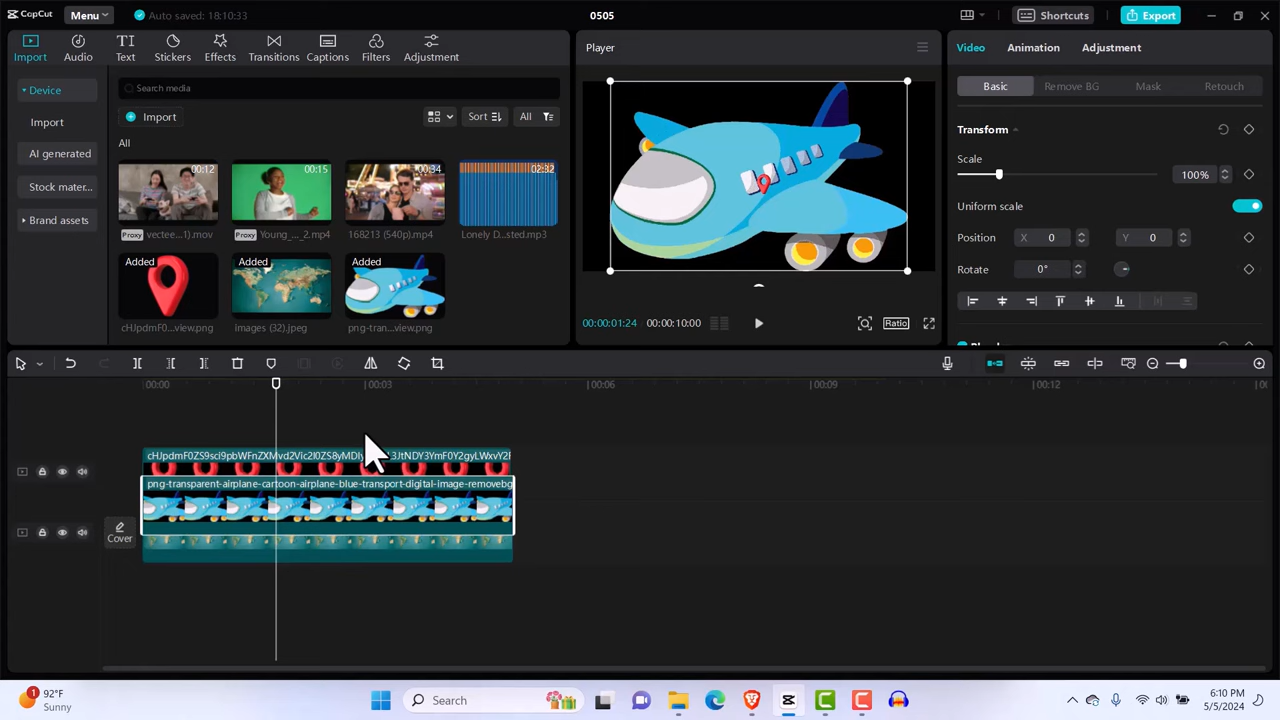 CapCut
Menu
Auto saved: 18:10:33
0505
Shortcuts
Export
Import
Audio
Text
Stickers
Effects
Transitions
Captions
Filters
Adjustment
Device
Import
AI generated
Stock mater...
Brand assets
Search media
Import
Sort
All
All
00:12
Proxy
vectee...1).mov
00:15
Proxy
Young_..._2.mp4
00:34
168213 (540p).mp4
02:32
Lonely D...sted.mp3
Added
cHJpdmF0...view.png
Added
images (32).jpeg
Added
png-tran...view.png
Player
00:00:01:24
00:00:10:00
Ratio
Video
Animation
Adjustment
Basic
Remove BG
Mask
Retouch
Transform
Scale
100%
Uniform scale
Position
X
0
Y
0
Rotate
0°
00:00
00:03
00:06
00:09
00:12
png-transparent-airplane-cartoon-airplane-blue-transport-digital-image-removebg
Cover
1
92°F
Sunny
Search
6:10 PM
5/5/2024